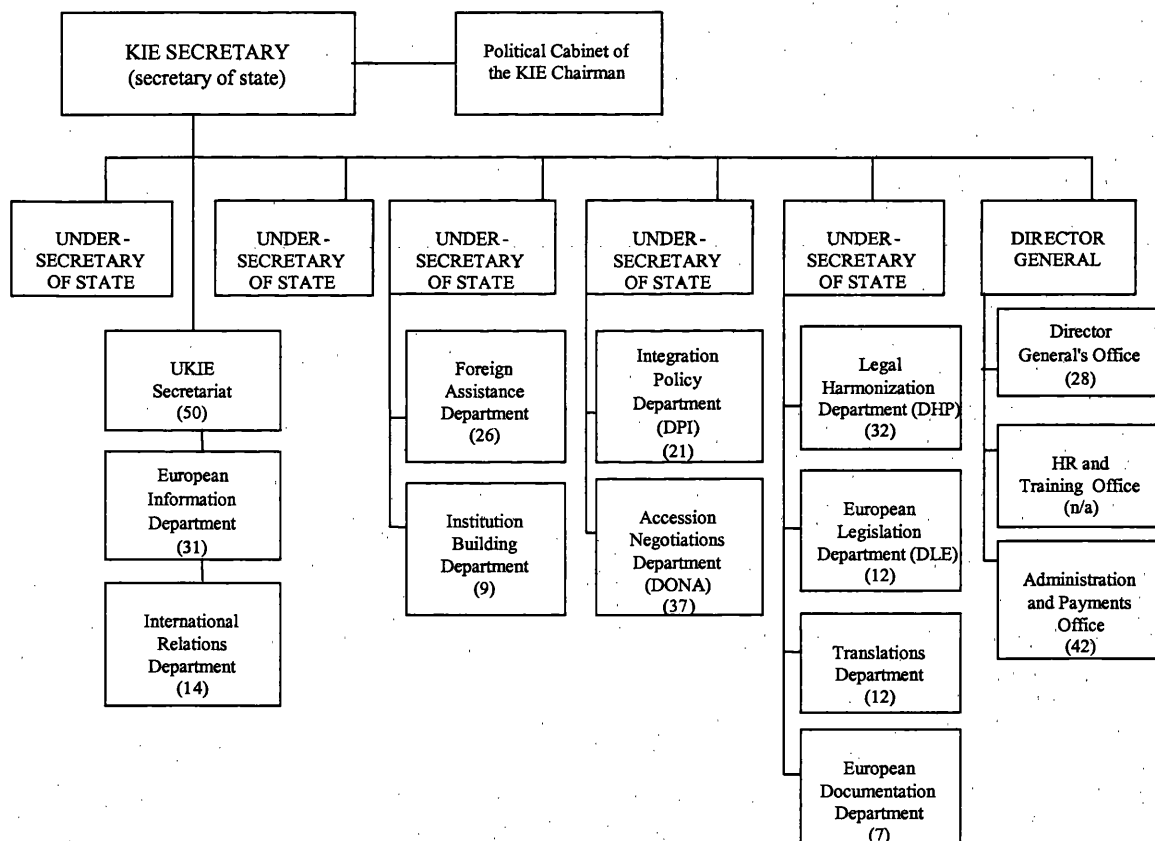 KIE SECRETARY
(secretary of state)
Political Cabinet of
the KIE Chairman
UNDER-
SECRETARY
OF STATE
UNDER-
SECRETARY
OF STATE
UNDER-
SECRETARY
OF STATE
UNDER-
SECRETARY
OF STATE
UNDER-
SECRETARY
OF STATE
DIRECTOR
GENERAL
UKIE
Secretariat
(50)
European
Information
Department
(31)
International
Relations
Department
(14)
Foreign
Assistance
Department
(26)
Institution
Building
Department
(9)
Integration
Policy
Department
(DPI)
(21)
Accession
Negotiations
Department
(DONA)
(37)
Legal
Harmonization
Department (DHP)
(32)
European
Legislation
Department (DLE)
(12)
Translations
Department
(12)
European
Documentation
Department
(7)
Director
General's Office
(28)
HR and
Training Office
(n/a)
Administration
and Payments
Office
(42)